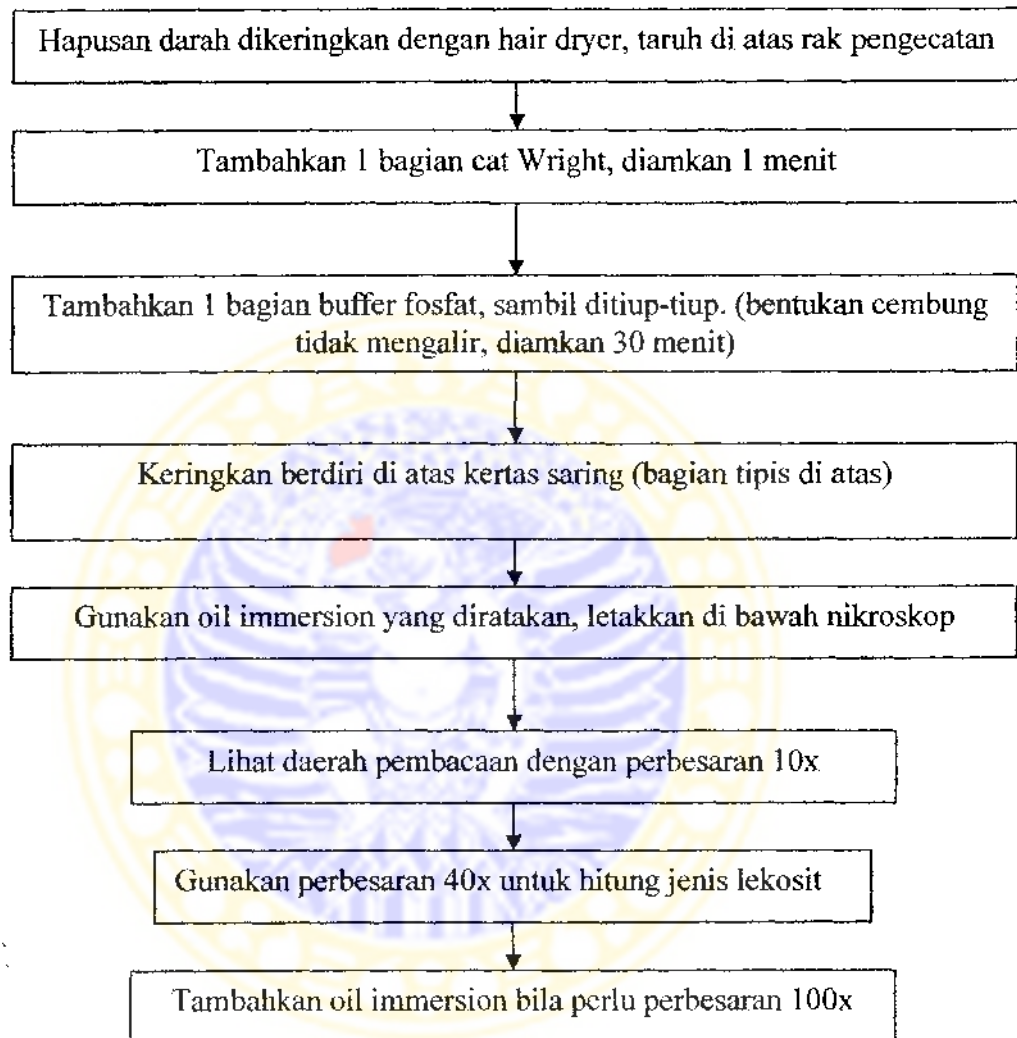 Hapusan darah dikeringkan dengan hair dryer, taruh di atas rak pengecatan
Tambahkan 1 bagian cat Wright, diamkan 1 menit
Tambahkan 1 bagian buffer fosfat, sambil ditiup-tiup. (bentukan cembung
tidak mengalir, diamkan 30 menit)
Keringkan berdiri di atas kertas saring (bagian tipis di atas)
Gunakan oil immersion yang diratakan, letakkan di bawah nikroskop
Lihat daerah pembacaan dengan perbesaran 10x
Gunakan perbesaran 40x untuk hitung jenis lekosit
Tambahkan oil immersion bila perlu perbesaran 100x